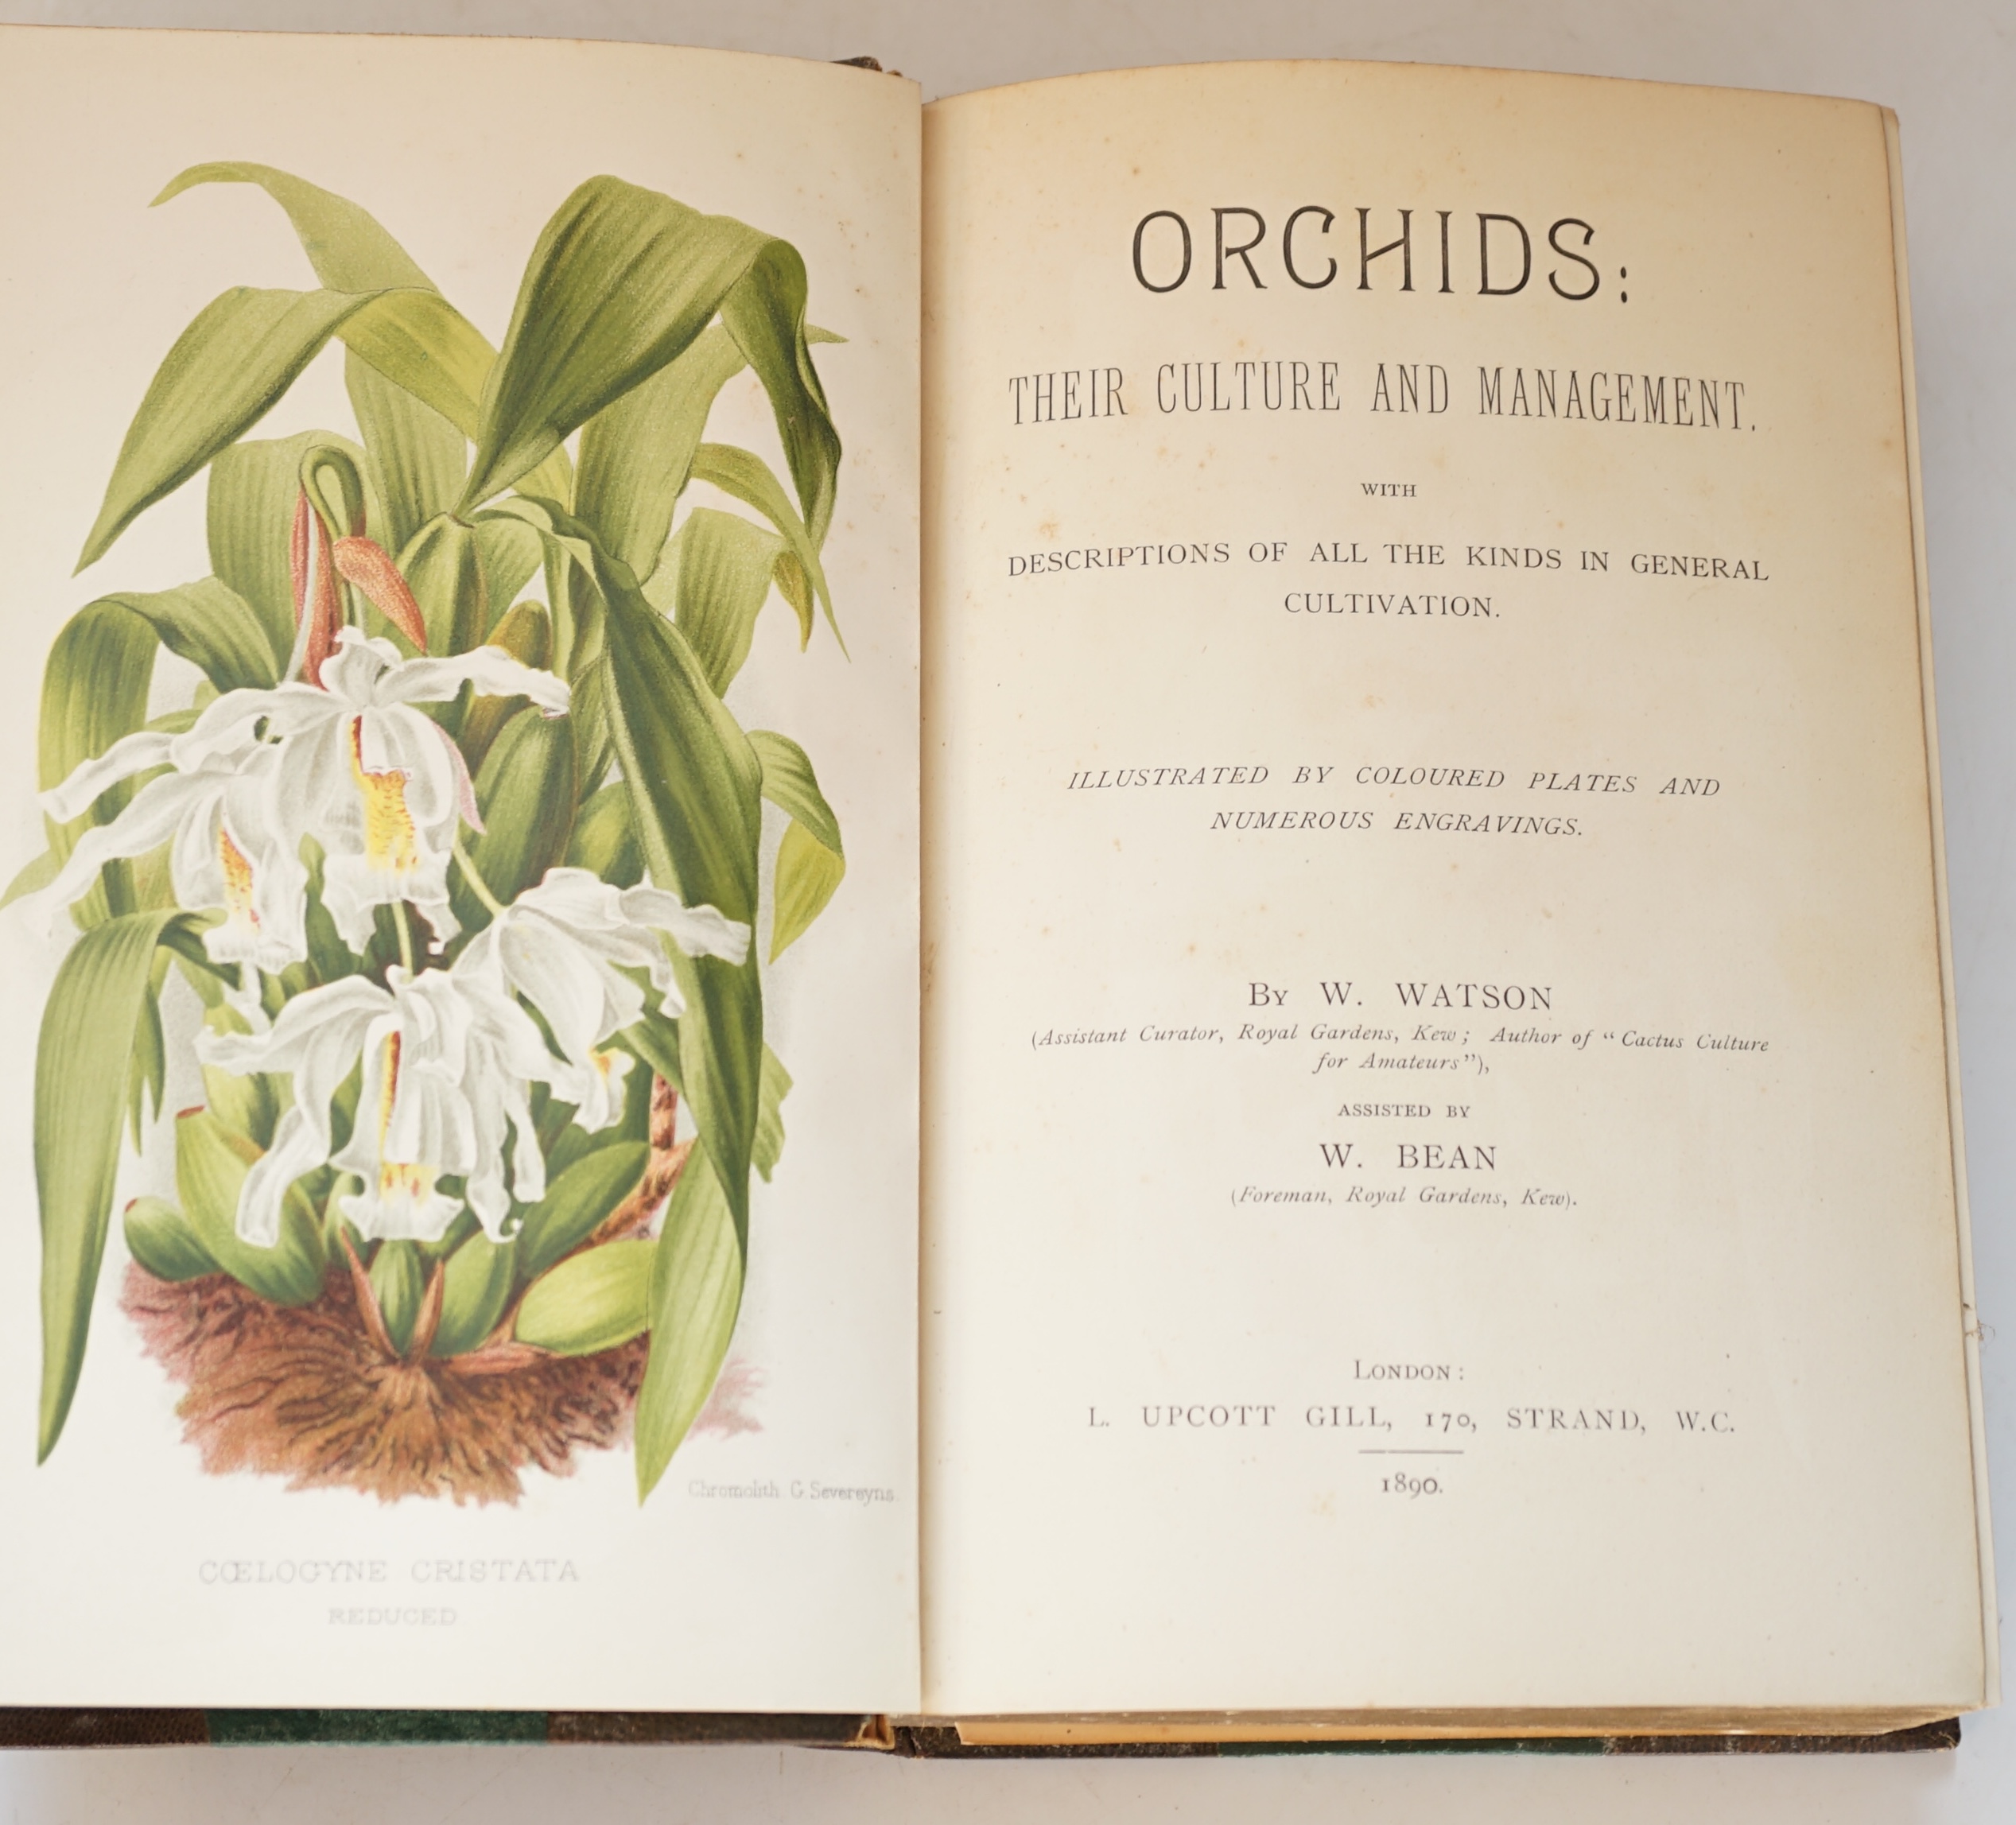 Chromolith. G. Severeyns.
CŒLOGYNE CRISTATA
REDUCED
ORCHIDS:
THEIR CULTURE AND MANAGEMENT.
WITH
DESCRIPTIONS OF ALL THE KINDS IN GENERAL
CULTIVATION.
ILLUSTRATED BY COLOURED PLATES AND
NUMEROUS ENGRAVINGS.
By W. WATSON
(Assistant Curator, Royal Gardens, Kew; Author of "Cactus Culture
for Amateurs"),
ASSISTED BY
W. BEAN
(Foreman, Royal Gardens, Kew).
London:
L. UPCOTT GILL, 170, STRAND, W.C.
1890.